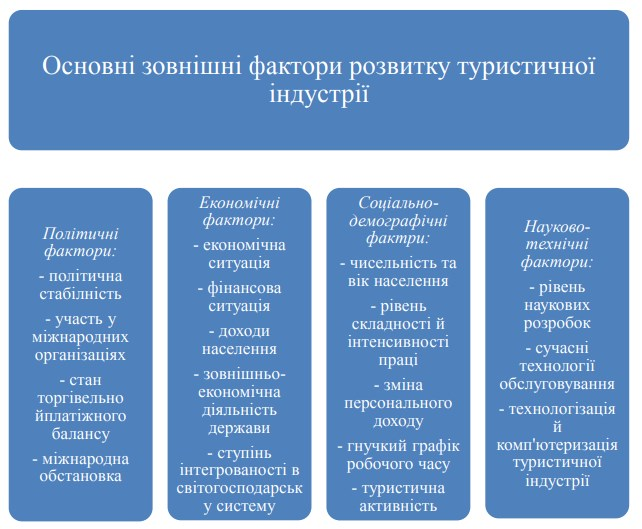 Основні зовнішні фактори розвитку туристичної
індустрії
Політичні
фактори:
- політична
стабілність
- участь у
міжнародних
організаціях
- стан
торгівельно
йплатіжного
балансу
- міжнародна
обстановка
Економічні
фактори:
- економічна
ситуація
- фінансова
ситуація
- доходи
населення
- зовнішньо-
економічна
діяльність
держави
- ступінь
інтегрованості в
світогосподарськ
у систему
Соціально-
демографічні
фактри:
- чисельність та
вік населення
- рівень
складності й
інтенсивності
праці
- зміна
персонального
доходу
- гнучкий графік
робочого часу
- туристична
активність
Науково-
технічні
фактори:
- рівень
наукових
розробок
- сучасні
технології
обслуговування
- технологізація
й
комп'ютеризація
туристичної
індустрії